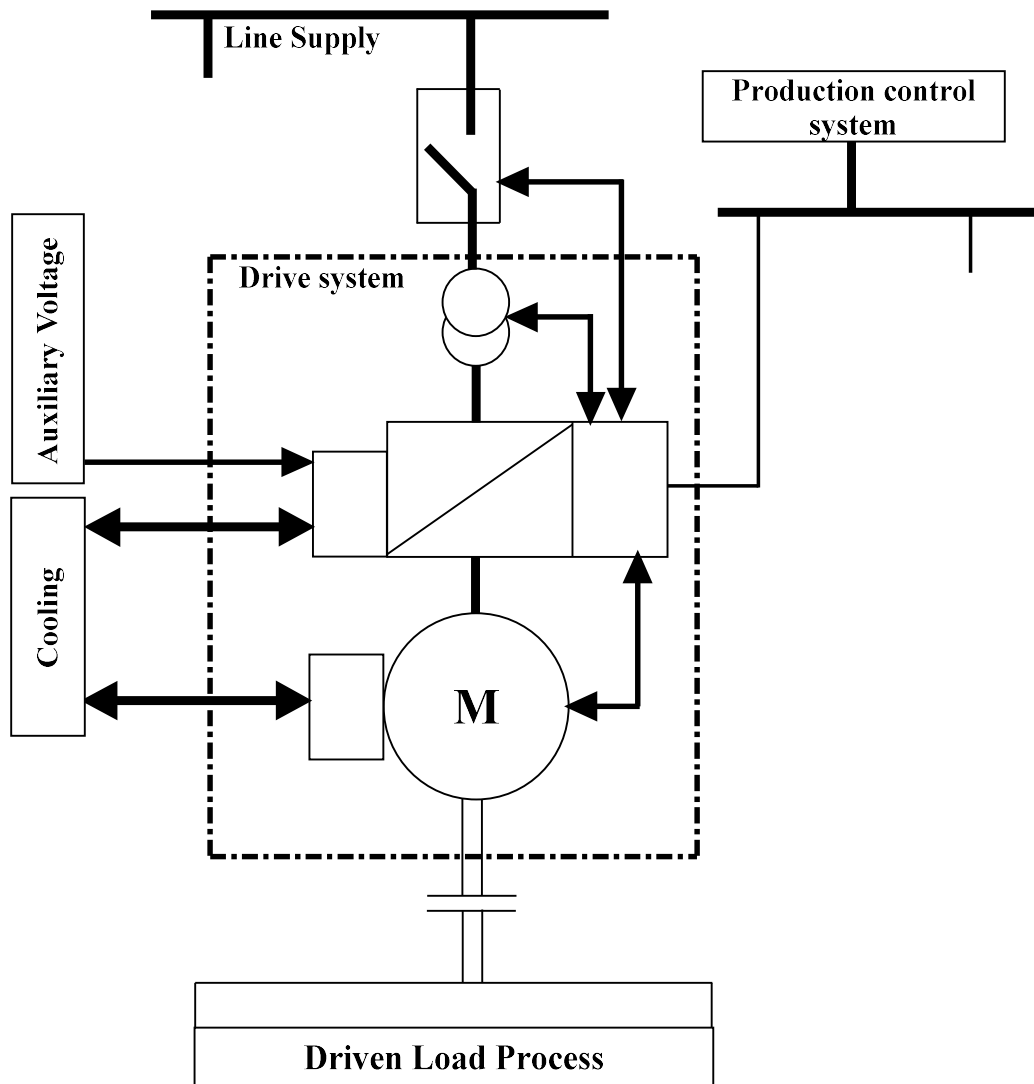 Line Supply
Production control
system
Drive system
Auxiliary Voltage
Cooling
M
Driven Load Process